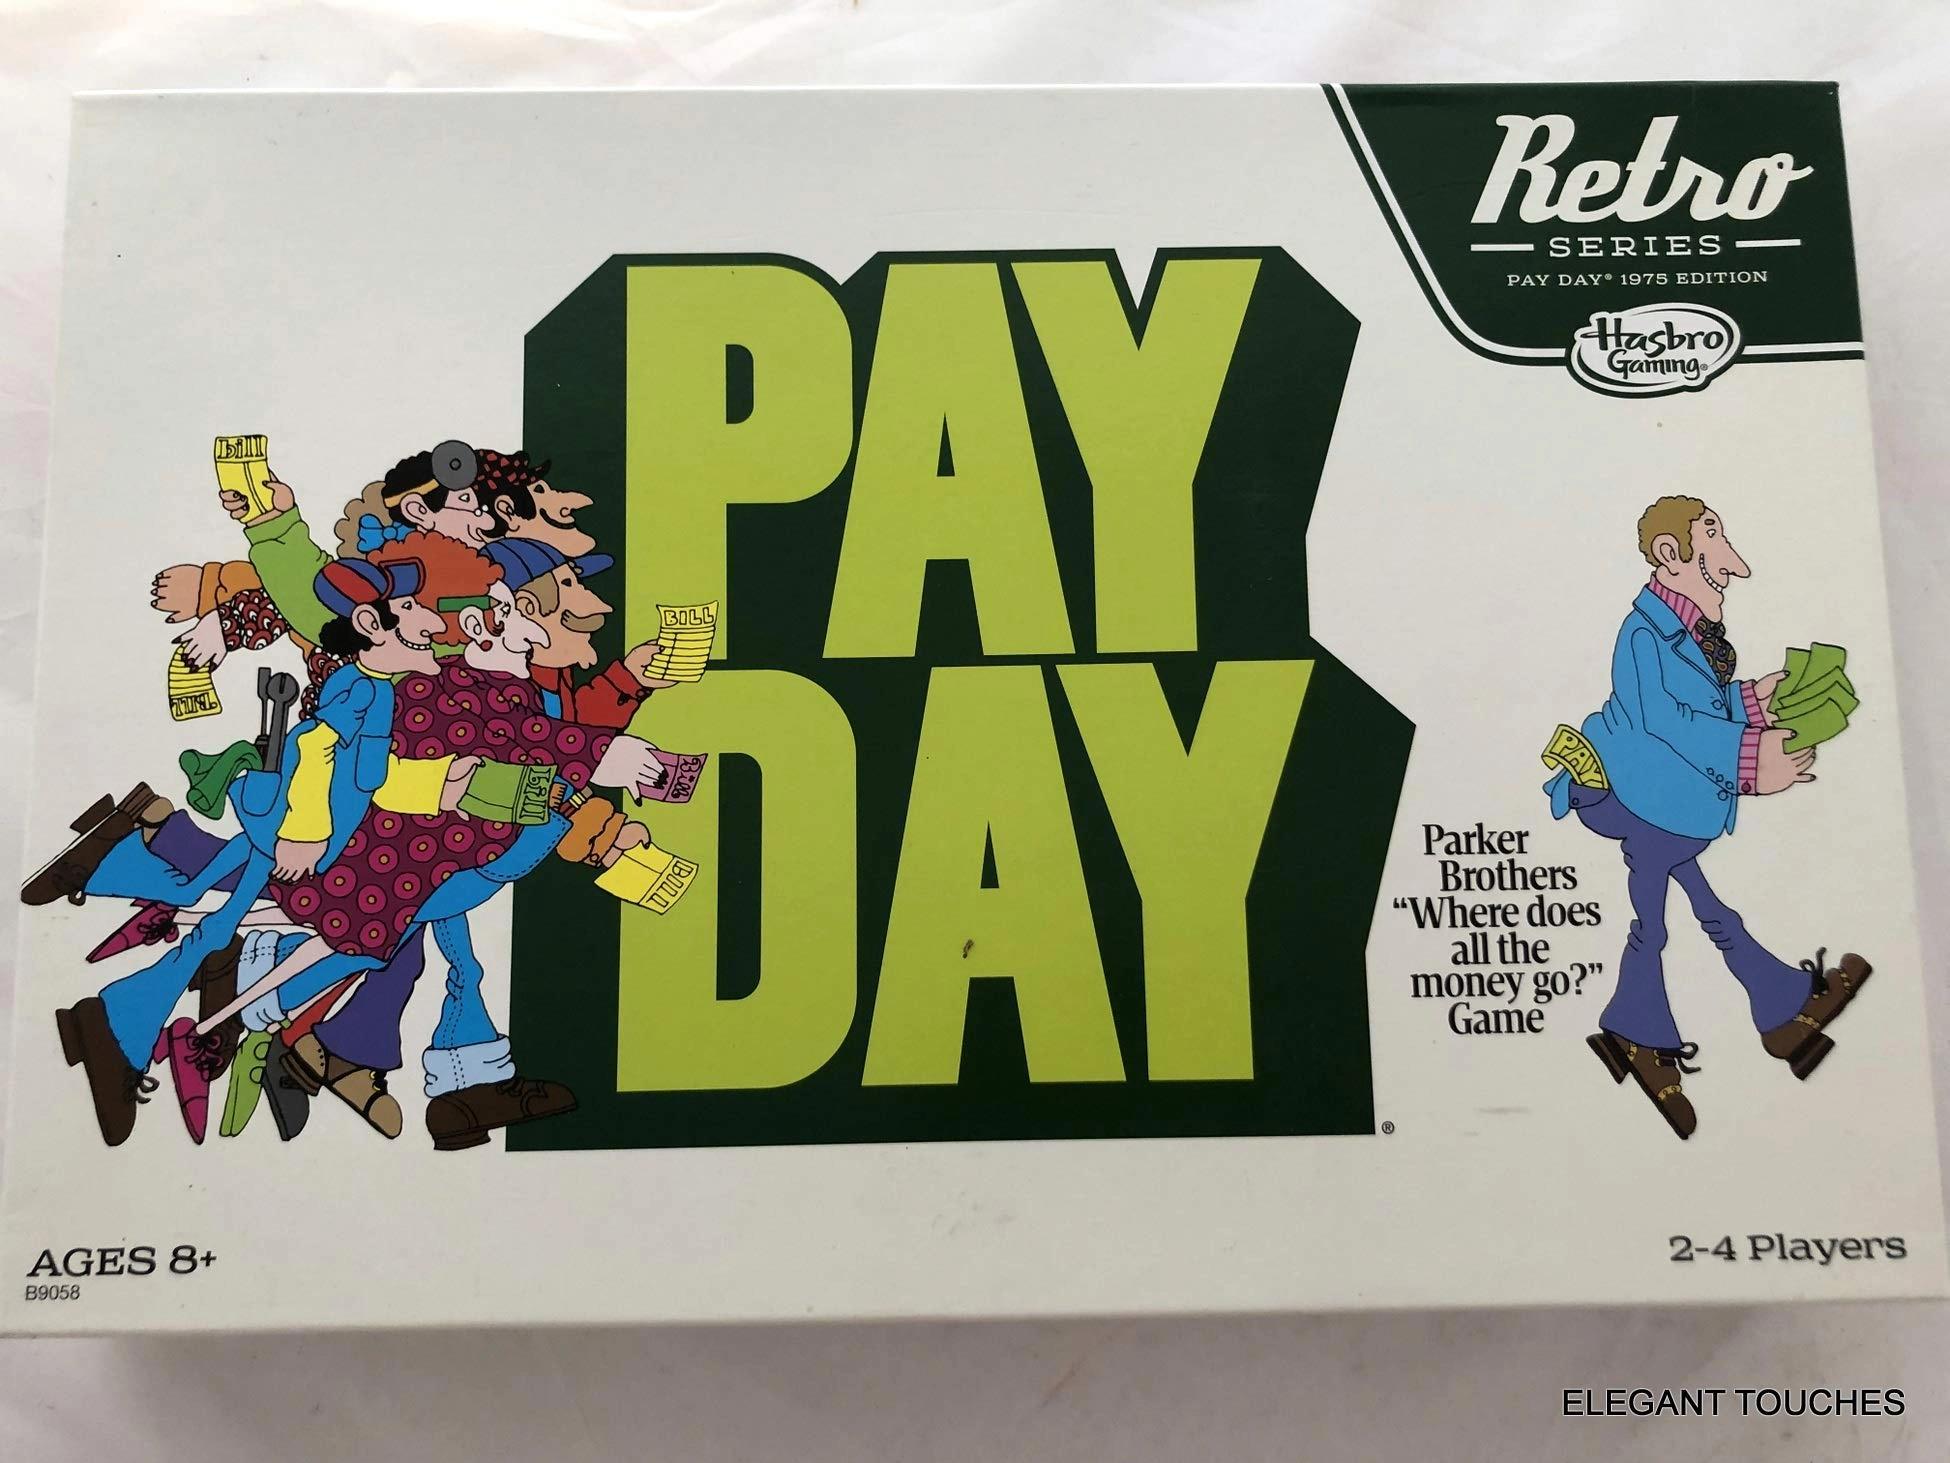 Retro
SERIES
PAY DAY® 1975 EDITION
Hasbro
Gaming®
PAY
DAY
®
bill
BILL
BILL
Bill
bill
BILL
PAY
Parker
Brothers
“Where does
all the
money go?”
Game
AGES 8+
B9058
2-4 Players
ELEGANT TOUCHES